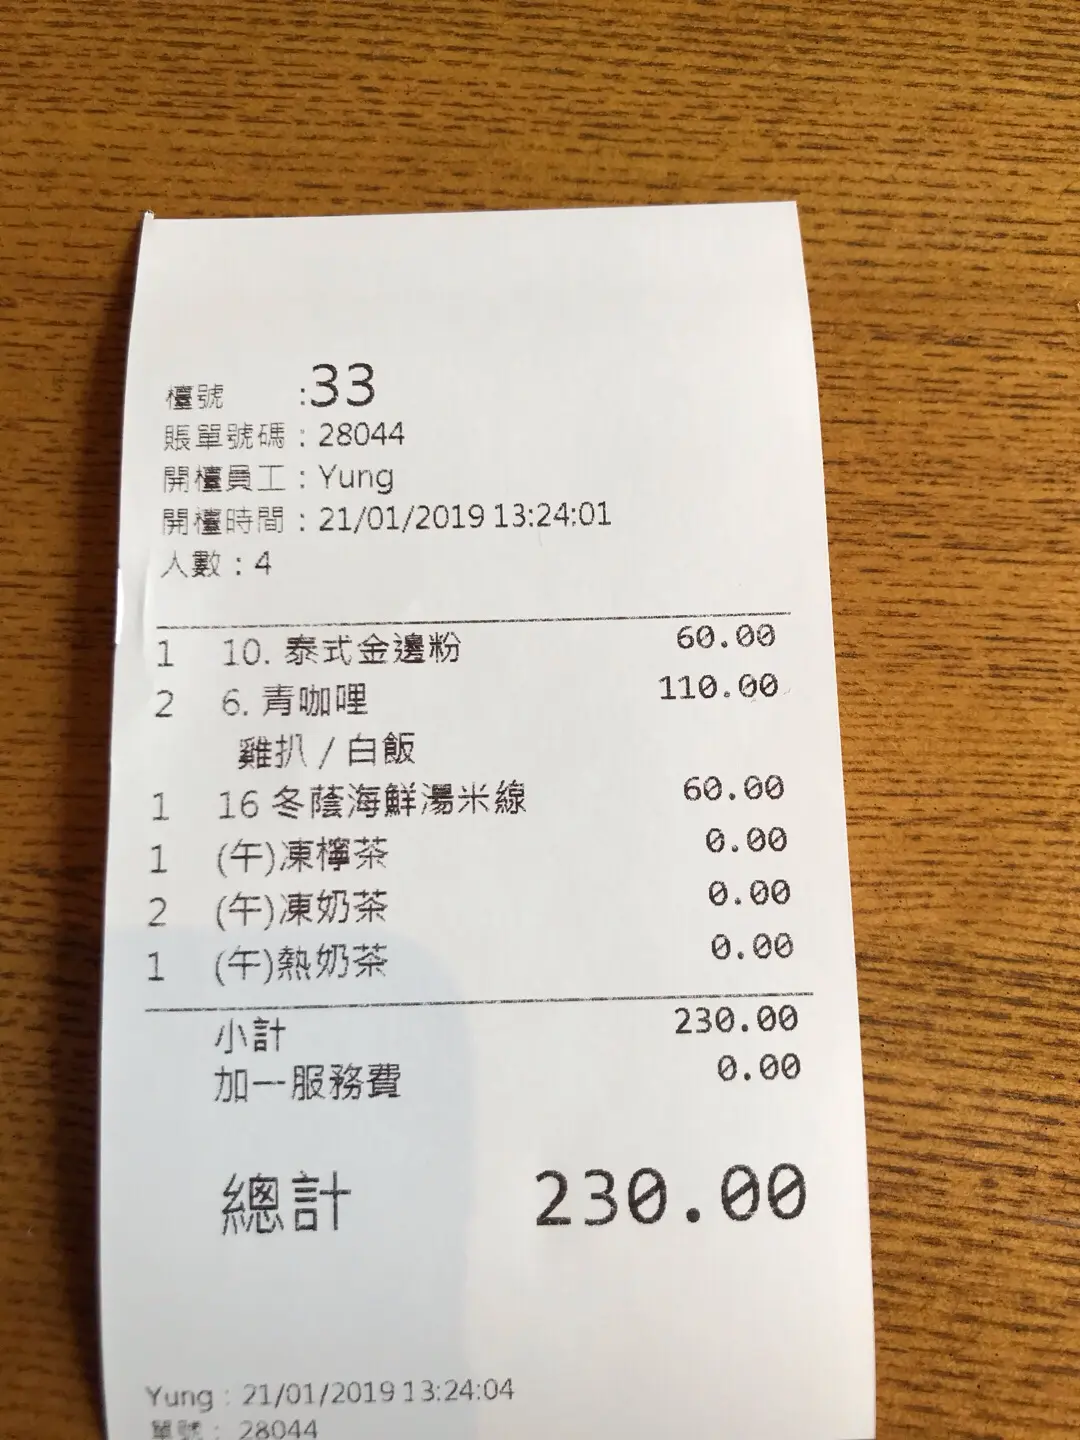 檯號 :33
賬單號碼 : 28044
開檯員工 : Yung
開檯時間 : 21/01/2019 13:24:01
人數 : 4
1 10. 泰式金邊粉 60.00
2 6. 青咖哩 110.00
雞扒 / 白飯
1 16 冬蔭海鮮湯米線 60.00
1 (午)凍檸茶 0.00
2 (午)凍奶茶 0.00
1 (午)熱奶茶 0.00
小計 230.00
加一服務費 0.00
總計 230.00
Yung : 21/01/2019 13:24:04
單號 : 28044